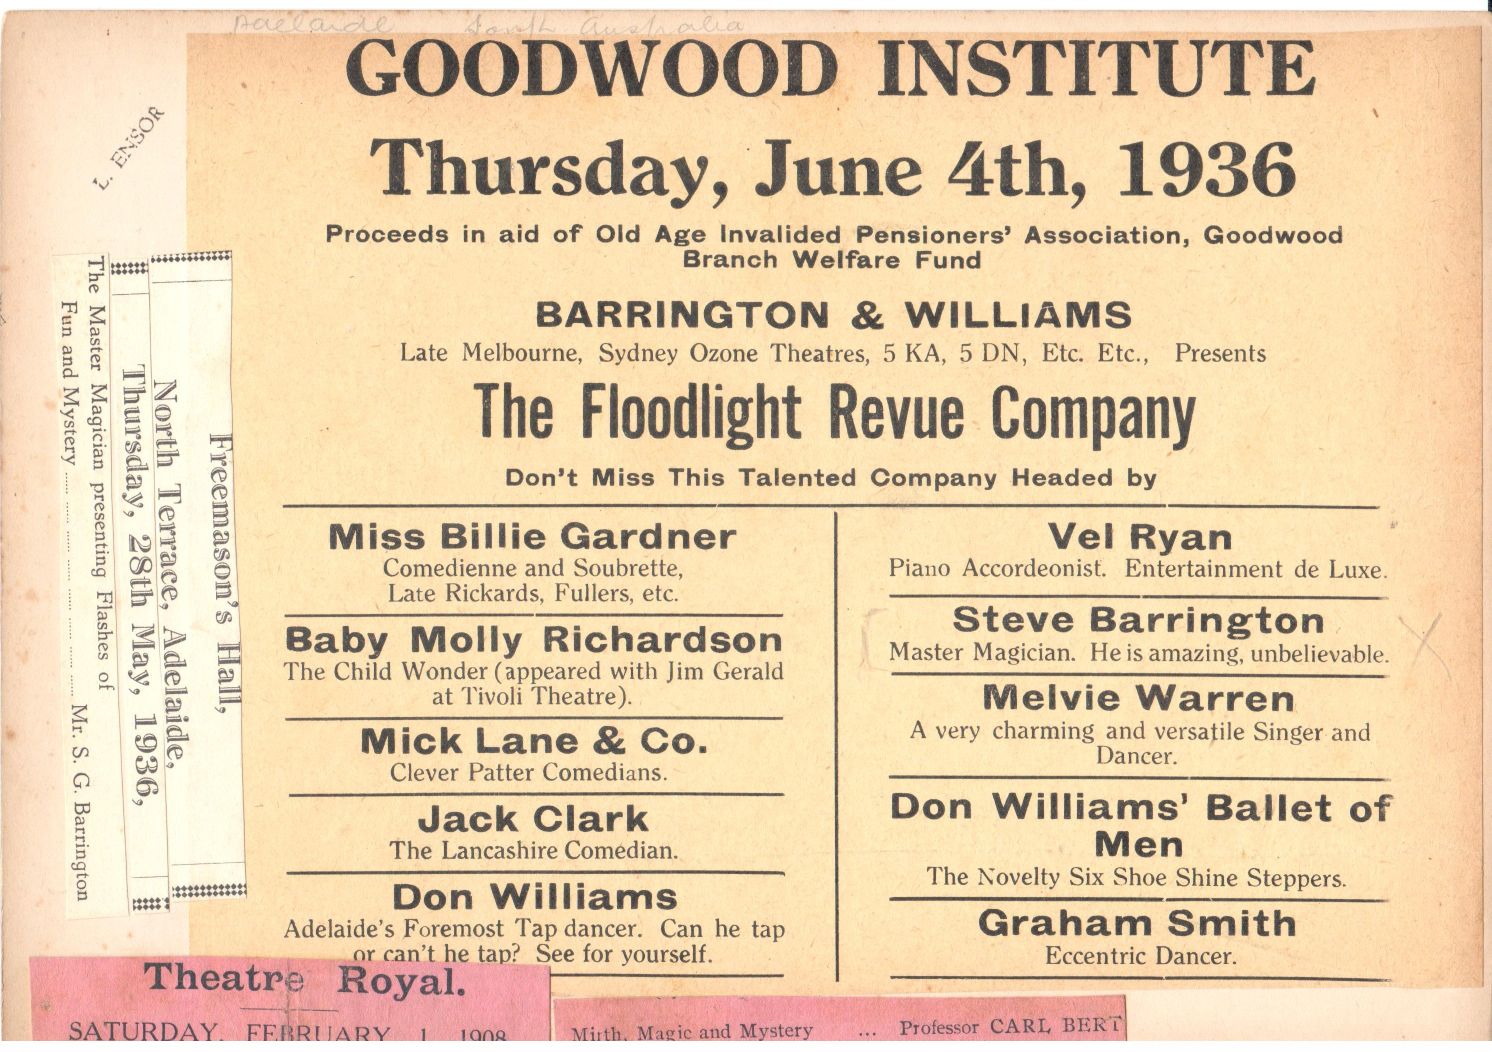 Adelaide South Australia
GOODWOOD INSTITUTE
Thursday, June 4th, 1936
Proceeds in aid of Old Age Invalided Pensioners' Association, Goodwood
Branch Welfare Fund
BARRINGTON & WILLIAMS
Late Melbourne, Sydney Ozone Theatres, 5 KA, 5 DN, Etc. Etc., Presents
The Floodlight Revue Company
Don't Miss This Talented Company Headed by
Miss Billie Gardner
Comedienne and Soubrette,
Late Rickards, Fullers, etc.
Baby Molly Richardson
The Child Wonder (appeared with Jim Gerald
at Tivoli Theatre).
Mick Lane & Co.
Clever Patter Comedians.
Jack Clark
The Lancashire Comedian.
Don Williams
Adelaide's Foremost Tap dancer. Can he tap
or can't he tap? See for yourself.
Vel Ryan
Piano Accordeonist. Entertainment de Luxe.
Steve Barrington
Master Magician. He is amazing, unbelievable.
Melvie Warren
A very charming and versatile Singer and
Dancer.
Don Williams' Ballet of
Men
The Novelty Six Shoe Shine Steppers.
Graham Smith
Eccentric Dancer.
L. ENSOR
Freemason's Hall,
North Terrace, Adelaide,
Thursday, 28th May, 1936,
The Master Magician presenting Flashes of
Fun and Mystery ..... ..... ..... ..... ..... ..... Mr. S. G. Barrington
Theatre Royal.
SATURDAY, FEBRUARY 1, 1908
Mirth, Magic and Mystery ... Professor CARL BERT